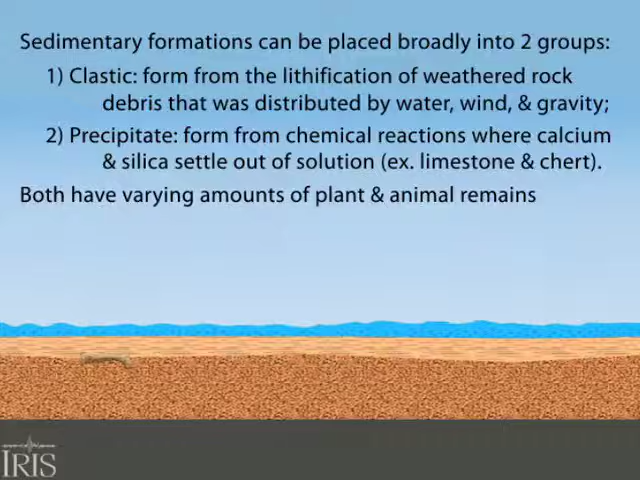 Sedimentary formations can be placed broadly into 2 groups:
1) Clastic: form from the lithification of weathered rock
debris that was distributed by water, wind, & gravity;
2) Precipitate: form from chemical reactions where calcium
& silica settle out of solution (ex. limestone & chert).
Both have varying amounts of plant & animal remains
IRIS